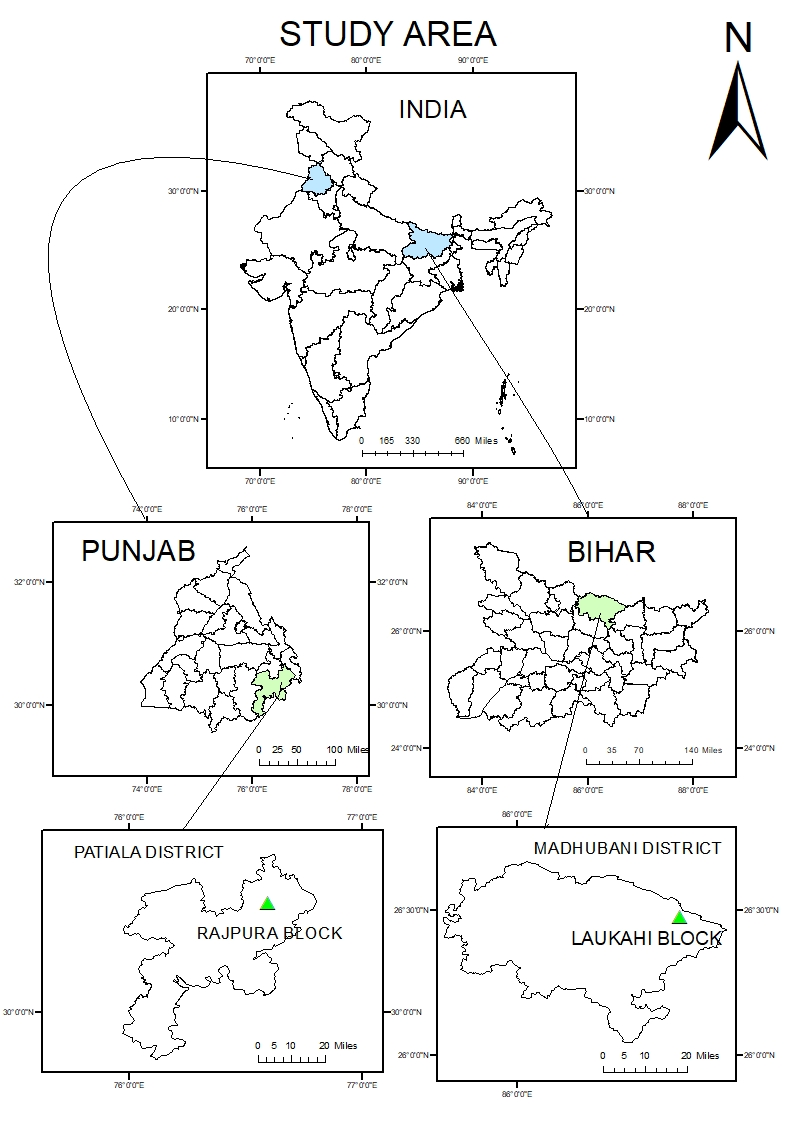 STUDY AREA
N
70°0'0"E 80°0'0"E 90°0'0"E
INDIA
30°0'0"N 30°0'0"N
20°0'0"N 20°0'0"N
10°0'0"N 10°0'0"N
0 165 330 660 Miles
70°0'0"E 80°0'0"E 90°0'0"E
74°0'0"E 76°0'0"E 78°0'0"E
PUNJAB
32°0'0"N 32°0'0"N
30°0'0"N 30°0'0"N
0 25 50 100 Miles
74°0'0"E 76°0'0"E 78°0'0"E
84°0'0"E 86°0'0"E 88°0'0"E
BIHAR
26°0'0"N 26°0'0"N
24°0'0"N 24°0'0"N
0 35 70 140 Miles
84°0'0"E 86°0'0"E 88°0'0"E
76°0'0"E 77°0'0"E
PATIALA DISTRICT
RAJPURA BLOCK
30°0'0"N 30°0'0"N
0 5 10 20 Miles
76°0'0"E 77°0'0"E
86°0'0"E
MADHUBANI DISTRICT
26°30'0"N 26°30'0"N
LAUKAHI BLOCK
26°0'0"N 26°0'0"N
0 5 10 20 Miles
86°0'0"E